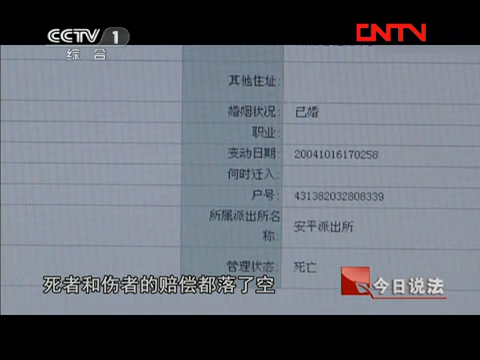 CCTV 1
综合
CNTV
其他住址:
婚姻状况: 已婚
职业:
变动日期: 20041016170258
何时迁入:
户号: 431382032808339
所属派出所名
称: 安平派出所
管理状态: 死亡
死者和伤者的赔偿都落了空
今日说法